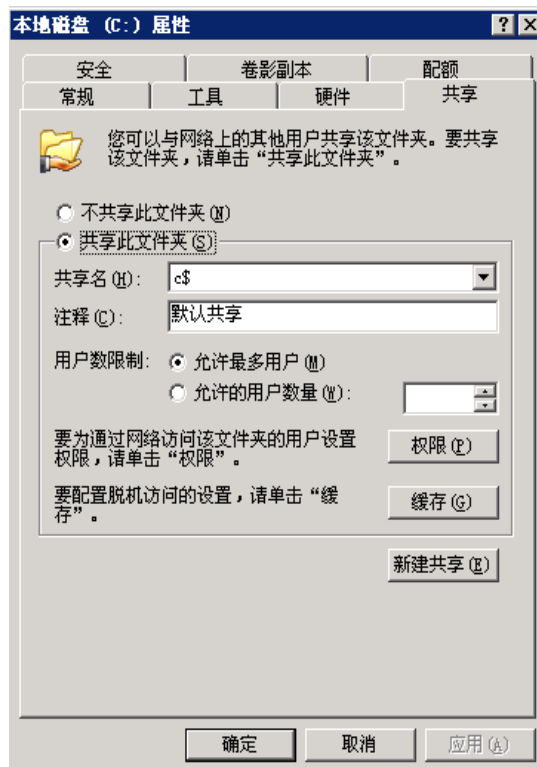 本地磁盘 (C:) 属性
安全 卷影副本 配额
常规 工具 硬件 共享
您可以与网络上的其他用户共享该文件夹。要共享
该文件夹，请单击“共享此文件夹”。
不共享此文件夹(N)
共享此文件夹(S)
共享名(H): c$
注释(C): 默认共享
用户数限制: 允许最多用户(M)
允许的用户数量(W):
要为通过网络访问该文件夹的用户设置
权限，请单击“权限”。
权限(P)
要配置脱机访问的设置，请单击“缓
存”。
缓存(G)
新建共享(E)
确定 取消 应用(A)